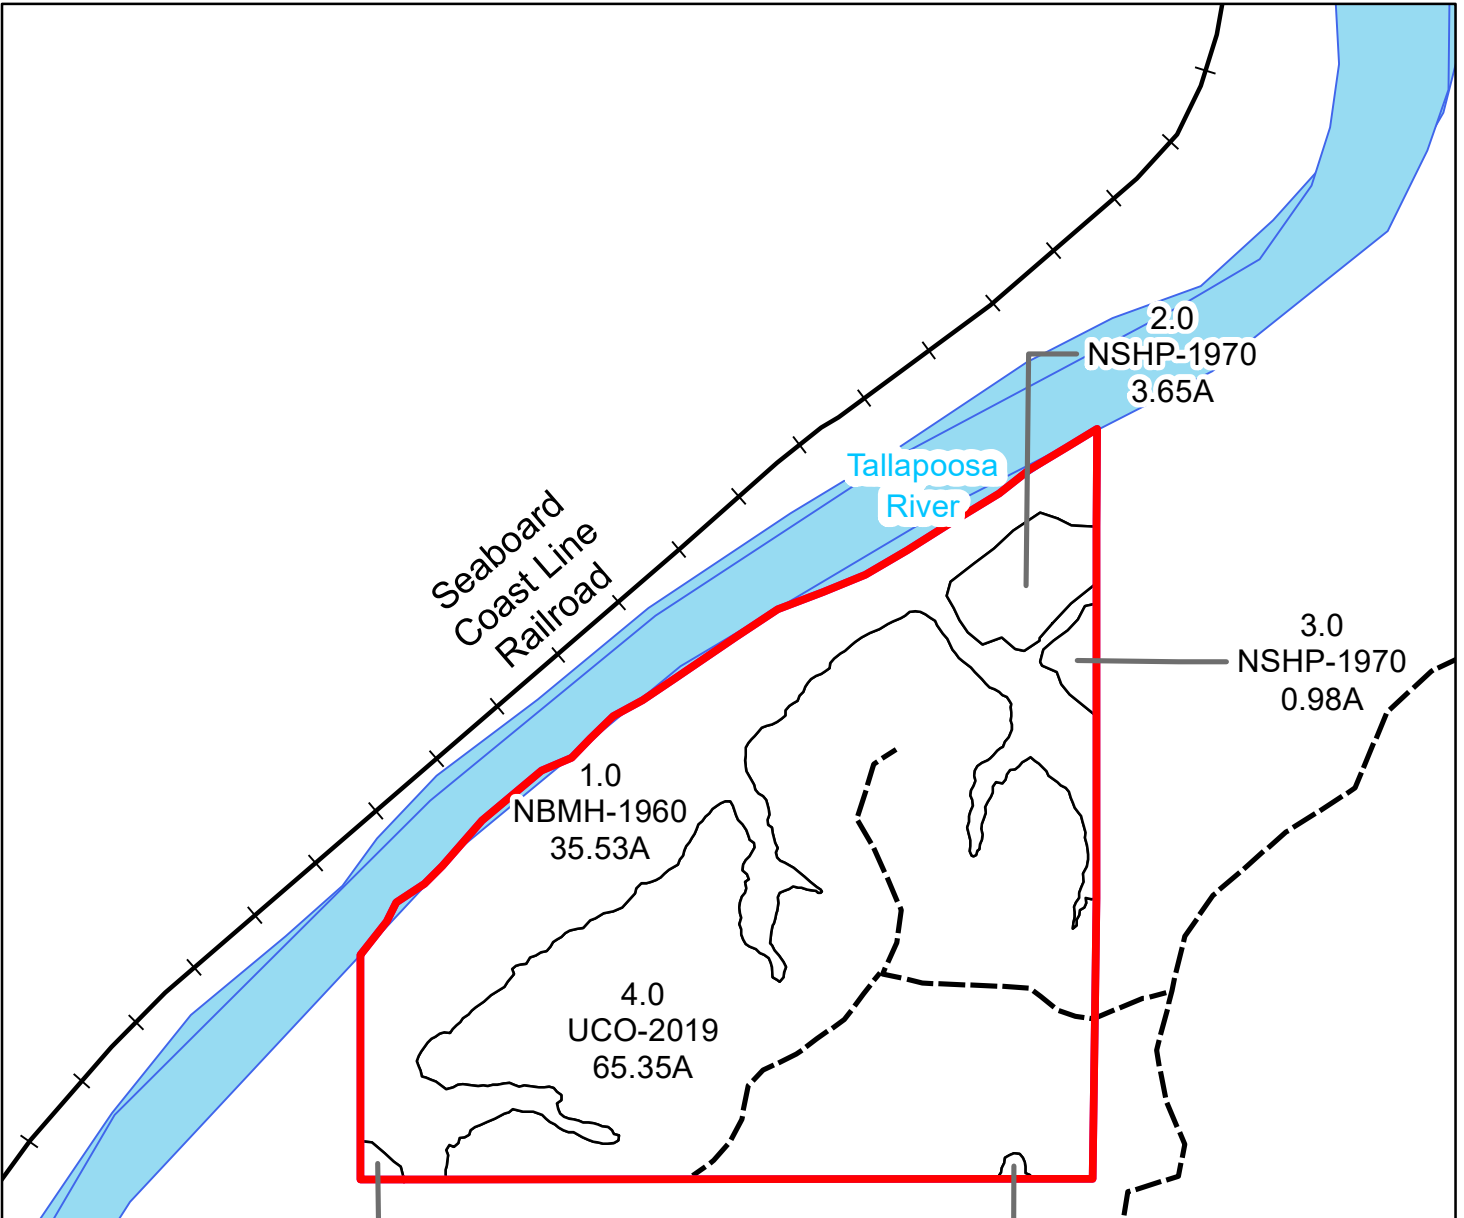 2.0
NSHP-1970
3.65A
Tallapoosa
River
Seaboard
Coast Line
Railroad
3.0
NSHP-1970
0.98A
1.0
NBMH-1960
35.53A
4.0
UCO-2019
65.35A